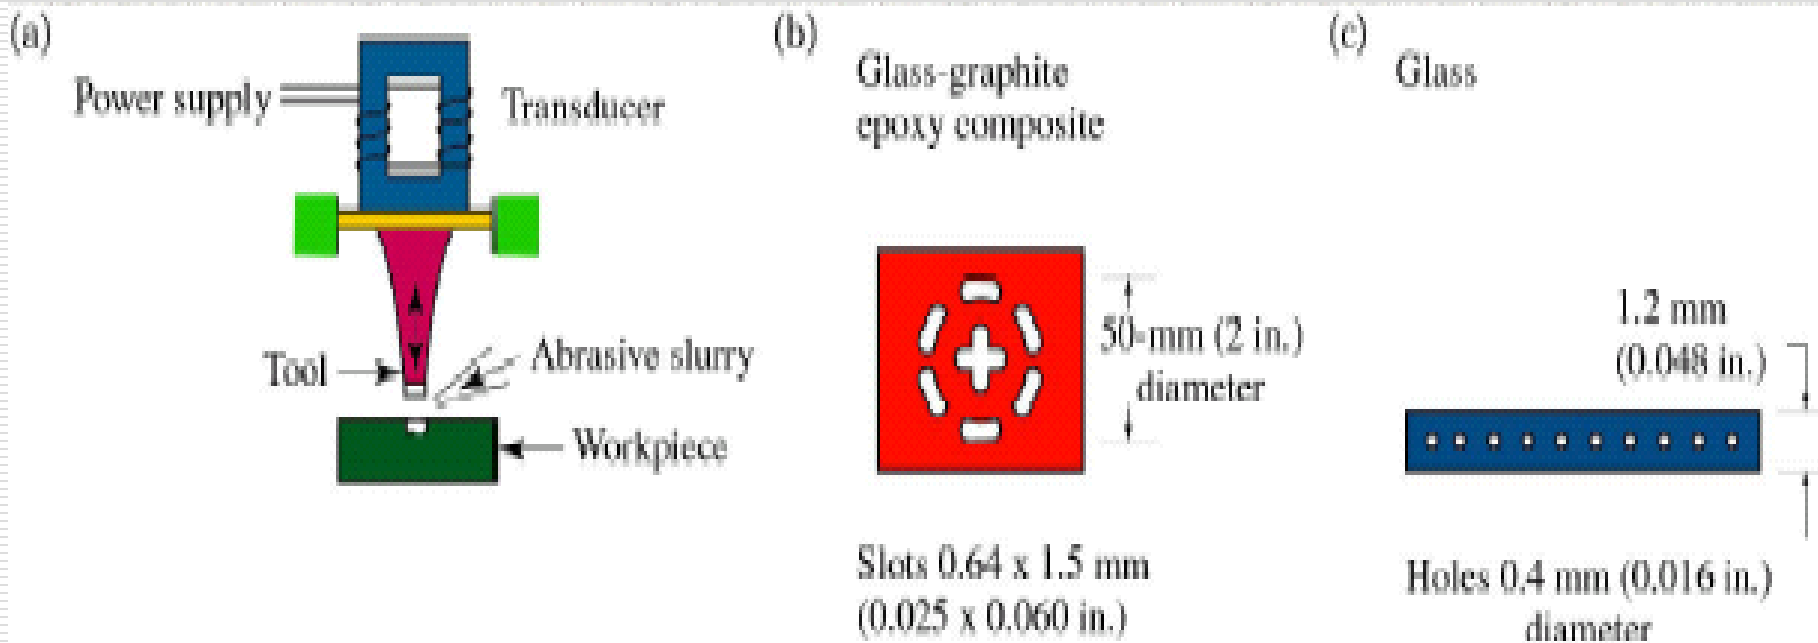 (a)
Power supply
Transducer
Tool
Abrasive slurry
Workpiece
(b)
Glass-graphite
epoxy composite
50-mm (2 in.)
diameter
Slots 0.64 x 1.5 mm
(0.025 x 0.060 in.)
(c)
Glass
1.2 mm
(0.048 in.)
Holes 0.4 mm (0.016 in.)
diameter